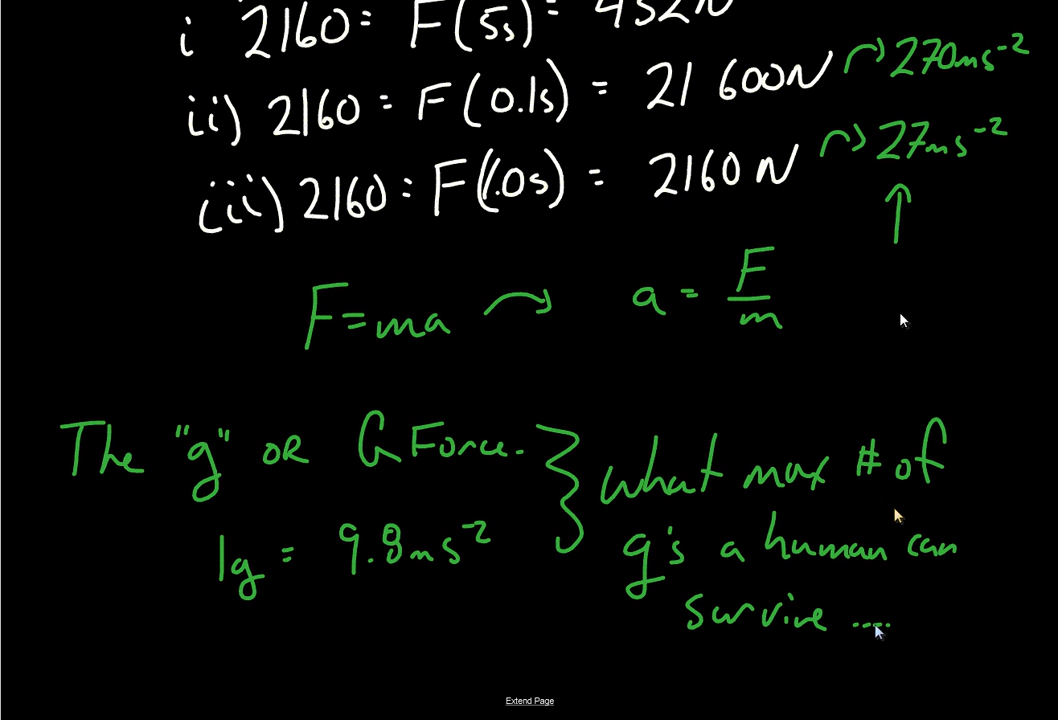 i 2160 = F(5s) = 432N
ii) 2160 = F(0.1s) = 21 600N → 270ms⁻²
(iii) 2160 = F(1.0s) = 2160 N → 27ms⁻²
↑
F=ma → a = F/m
The "g" OR G Force. } What max # of
1g = 9.8ms⁻² g's a human can
survive ....
Extend Page